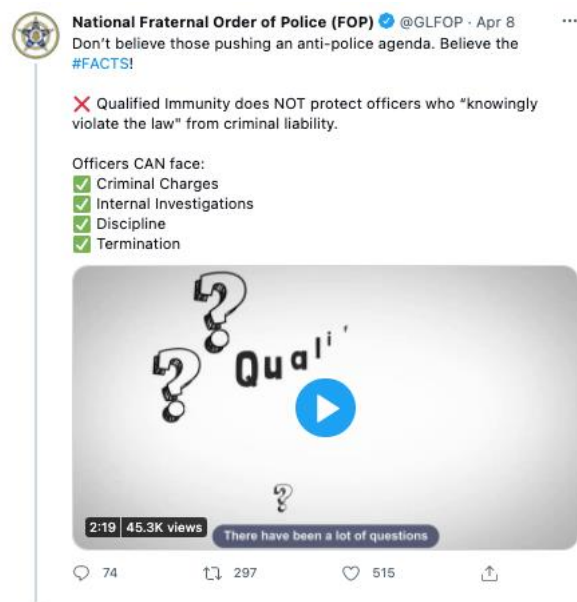 National Fraternal Order of Police (FOP) @GLFOP · Apr 8 ...
Don't believe those pushing an anti-police agenda. Believe the
#FACTS!
❌ Qualified Immunity does NOT protect officers who "knowingly
violate the law" from criminal liability.
Officers CAN face:
✅ Criminal Charges
✅ Internal Investigations
✅ Discipline
✅ Termination
? ? Quali
?
2:19 45.3K views
There have been a lot of questions
74 297 515